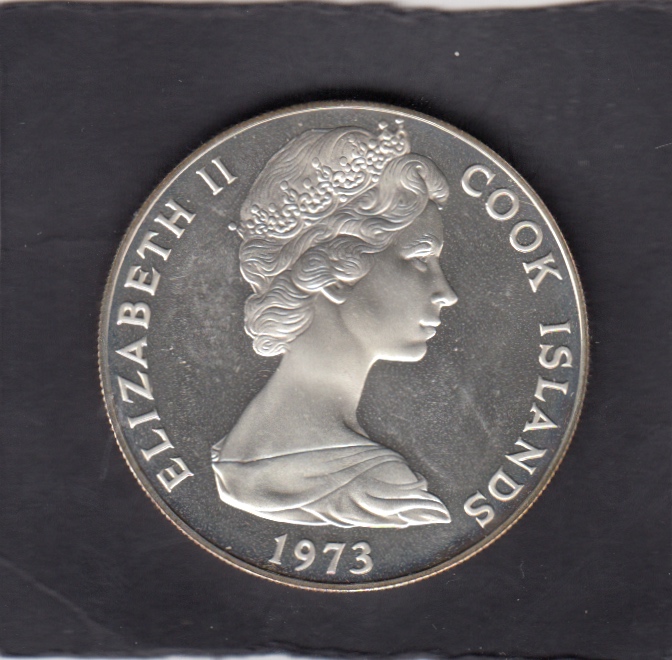 ELIZABETH II
COOK ISLANDS
1973